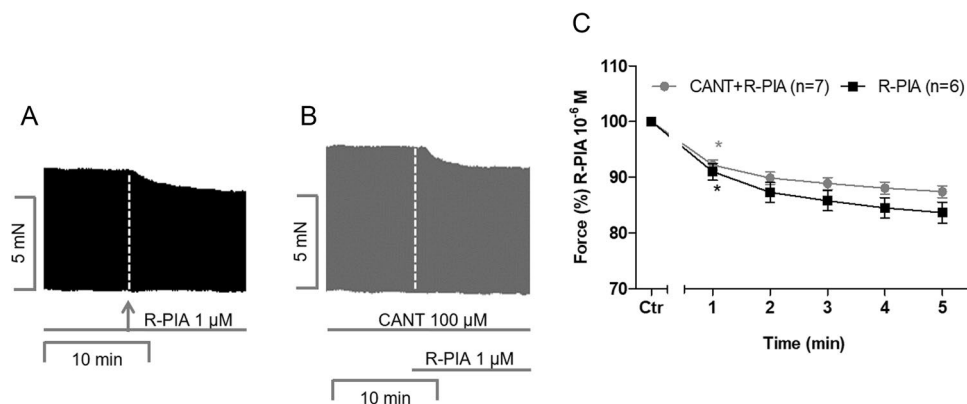 A
5 mN
R-PIA 1 µM
10 min
B
5 mN
CANT 100 µM
R-PIA 1 µM
10 min
C
Force (%) R-PIA 10⁻⁶ M
110
100
90
80
70
CANT+R-PIA (n=7)
R-PIA (n=6)
*
*
Ctr 1 2 3 4 5
Time (min)